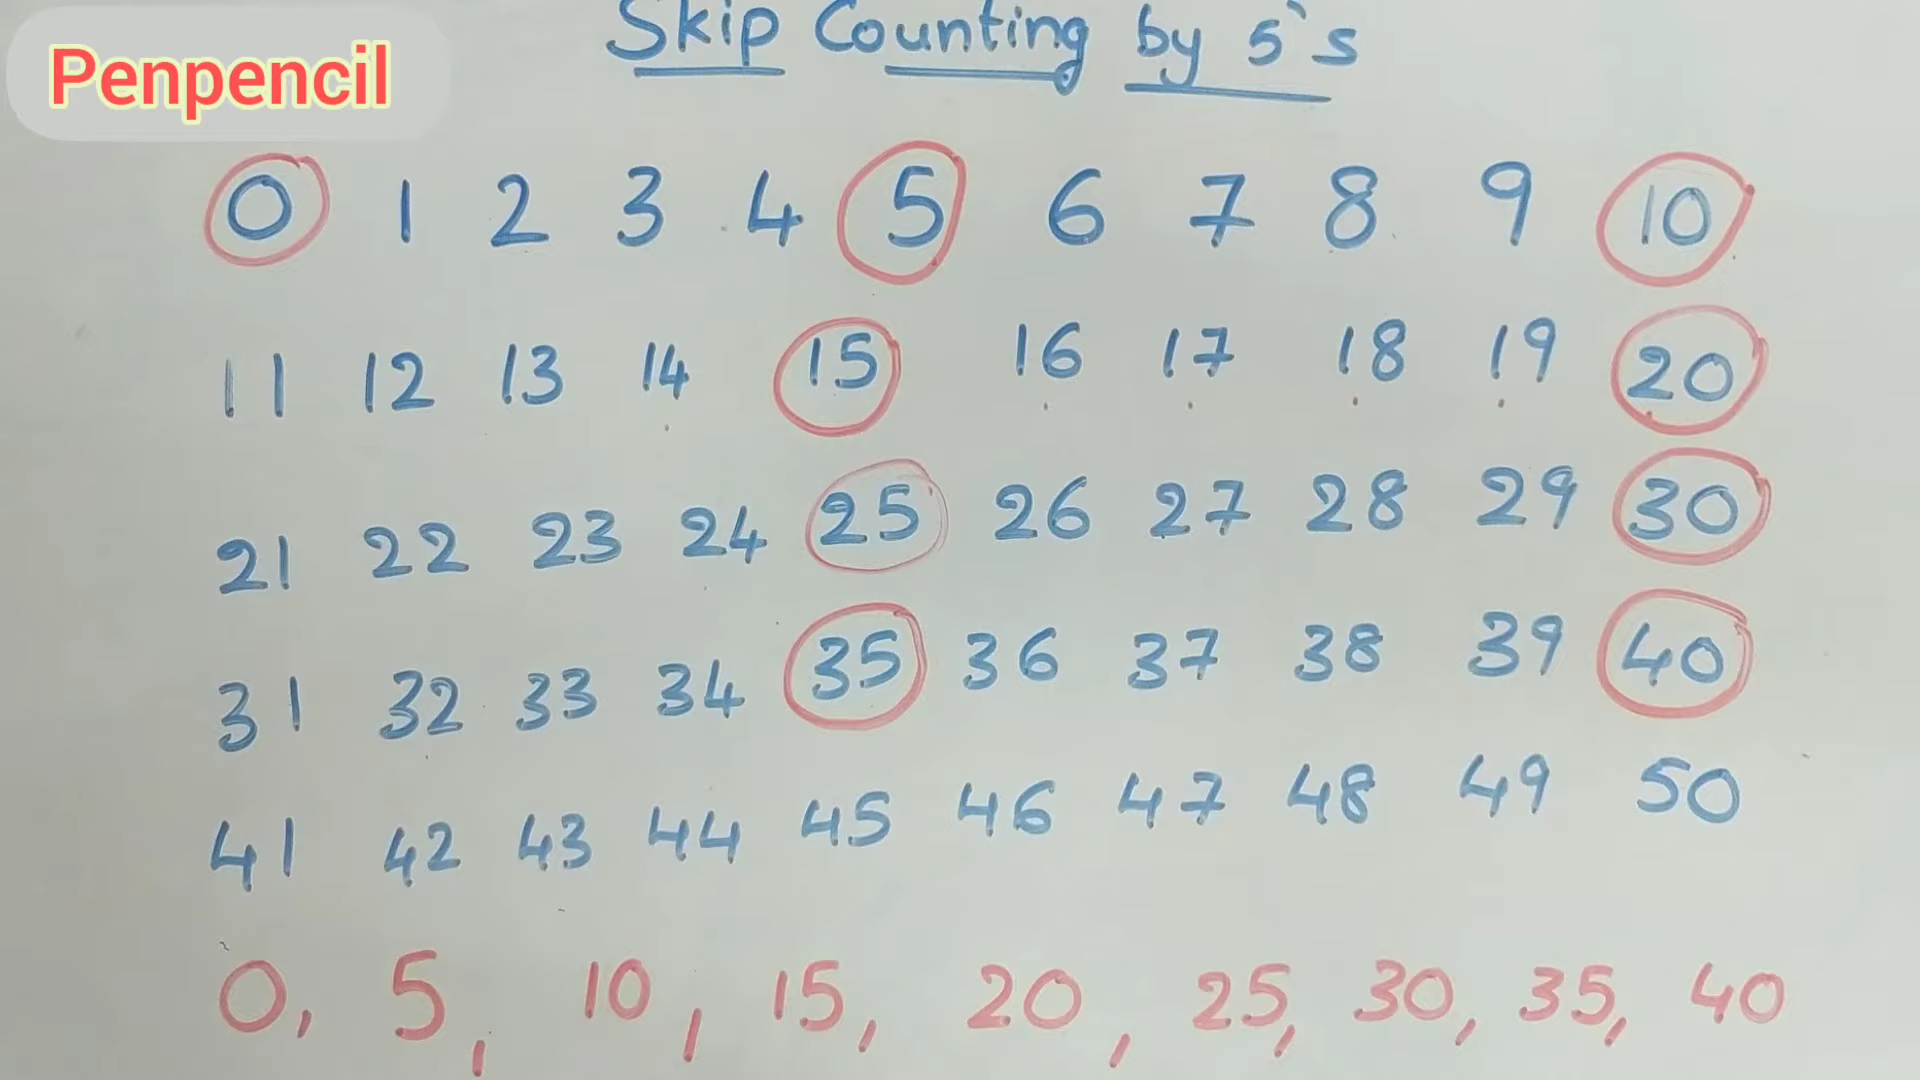 Penpencil
Skip Counting by 5's
0 1 2 3 4 5 6 7 8 9 10
11 12 13 14 15 16 17 18 19 20
21 22 23 24 25 26 27 28 29 30
31 32 33 34 35 36 37 38 39 40
41 42 43 44 45 46 47 48 49 50
0, 5, 10, 15, 20, 25, 30, 35, 40